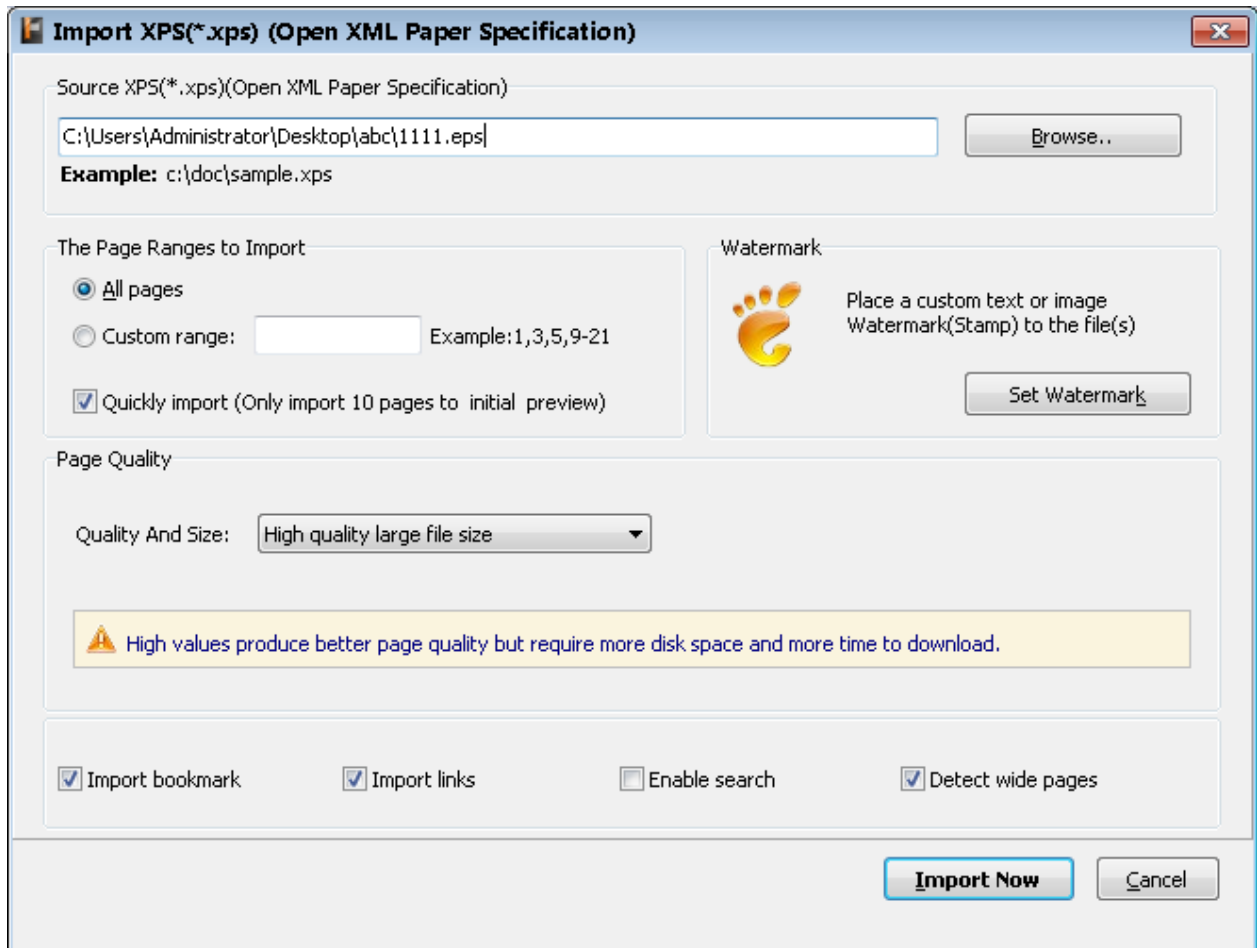 Import XPS(*.xps) (Open XML Paper Specification)
Source XPS(*.xps)(Open XML Paper Specification)
C:\Users\Administrator\Desktop\abc\1111.eps
Browse..
Example: c:\doc\sample.xps
The Page Ranges to Import
All pages
Custom range:
Example:1,3,5,9-21
Quickly import (Only import 10 pages to  initial  preview)
Watermark
Place a custom text or image
Watermark(Stamp) to the file(s)
Set Watermark
Page Quality
Quality And Size:
High quality large file size
High values produce better page quality but require more disk space and more time to download.
Import bookmark
Import links
Enable search
Detect wide pages
Import Now
Cancel